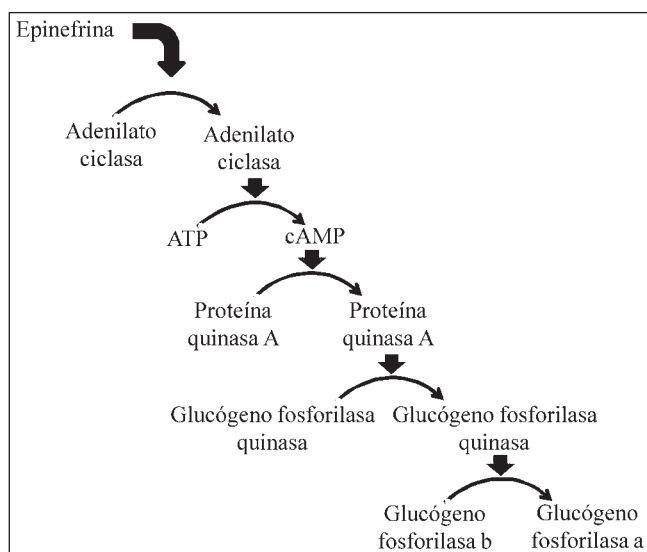 Epinefrina
Adenilato
ciclasa
Adenilato
ciclasa
ATP
cAMP
Proteína
quinasa A
Proteína
quinasa A
Glucógeno fosforilasa
quinasa
Glucógeno fosforilasa
quinasa
Glucógeno
fosforilasa b
Glucógeno
fosforilasa a